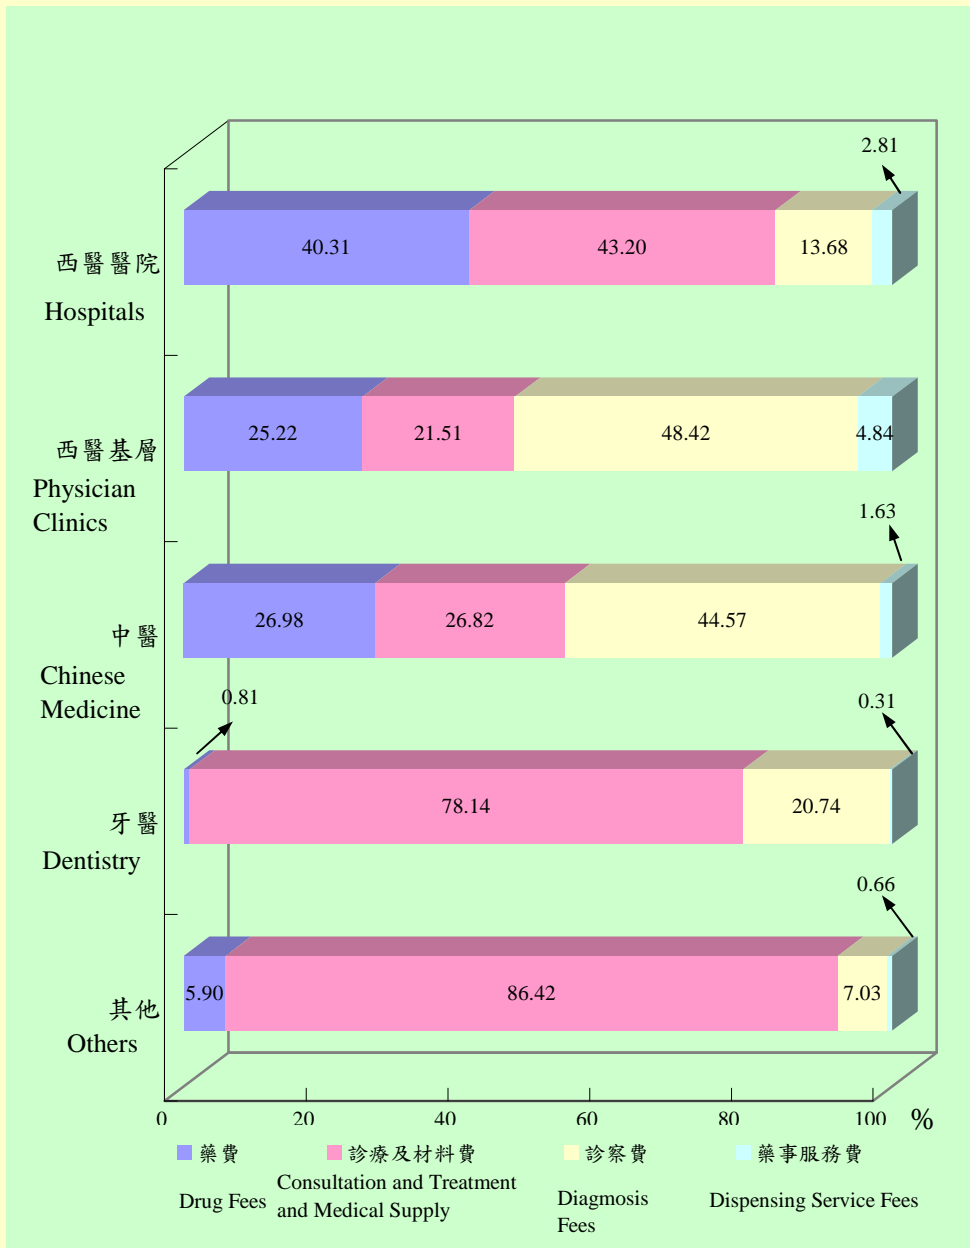 2.81
40.31 43.20 13.68
西醫醫院
Hospitals
25.22 21.51 48.42 4.84
西醫基層
Physician
Clinics
1.63
26.98 26.82 44.57
中醫
Chinese
Medicine
0.81 0.31
78.14 20.74
牙醫
Dentistry
0.66
5.90 86.42 7.03
其他
Others
0 20 40 60 80 100 %
藥費 診療及材料費 診察費 藥事服務費
Drug Fees
Consultation and Treatment
and Medical Supply
Diagnosis
Fees
Dispensing Service Fees